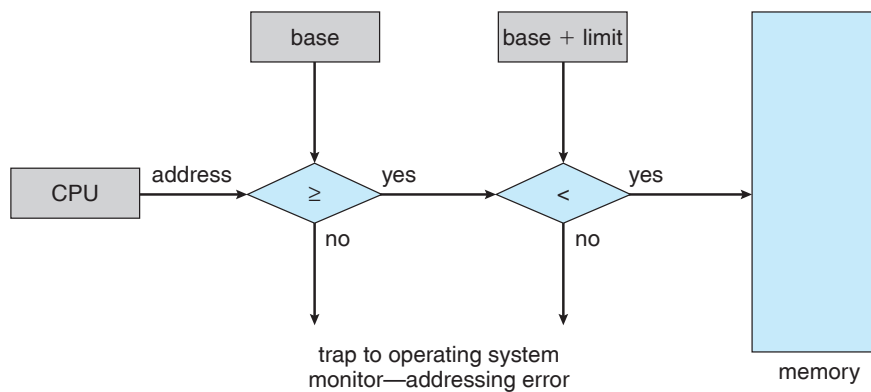 base
base + limit
CPU
address
≥
yes
<
yes
no
no
trap to operating system
monitor—addressing error
memory